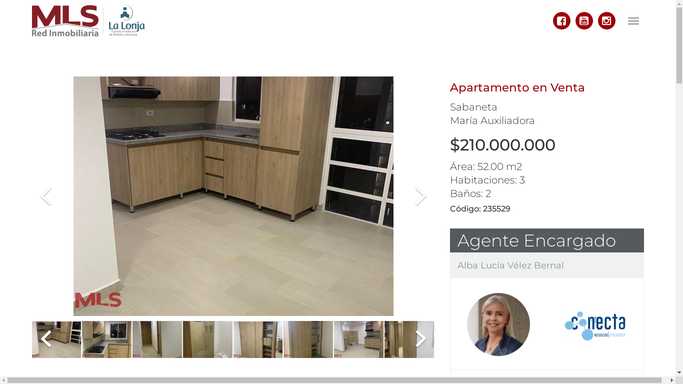 MLS
Red Inmobiliaria
La Lonja
Apartamento en Venta
Sabaneta
María Auxiliadora
$210.000.000
Área: 52.00 m2
Habitaciones: 3
Baños: 2
Código: 235529
Agente Encargado
Alba Lucía Vélez Bernal
conecta
MLS